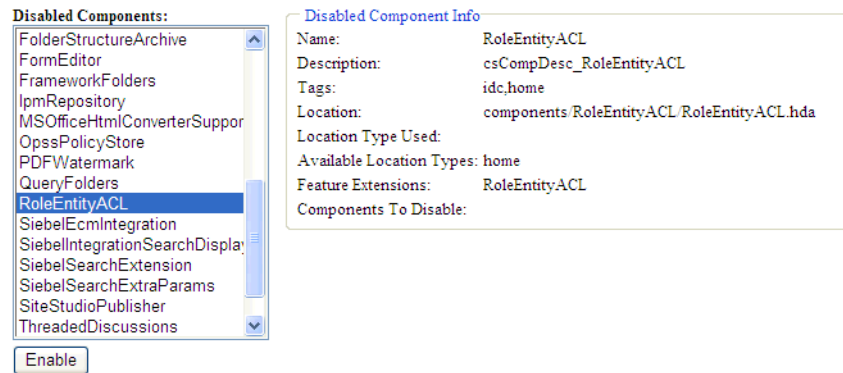 Disabled Components:
FolderStructureArchive
FormEditor
FrameworkFolders
IpmRepository
MSOfficeHtmlConverterSuppor
OpssPolicyStore
PDFWatermark
QueryFolders
RoleEntityACL
SiebelEcmIntegration
SiebelIntegrationSearchDisplay
SiebelSearchExtension
SiebelSearchExtraParams
SiteStudioPublisher
ThreadedDiscussions
Enable
Disabled Component Info
Name: RoleEntityACL
Description: csCompDesc_RoleEntityACL
Tags: idc,home
Location: components/RoleEntityACL/RoleEntityACL.hda
Location Type Used:
Available Location Types: home
Feature Extensions: RoleEntityACL
Components To Disable: